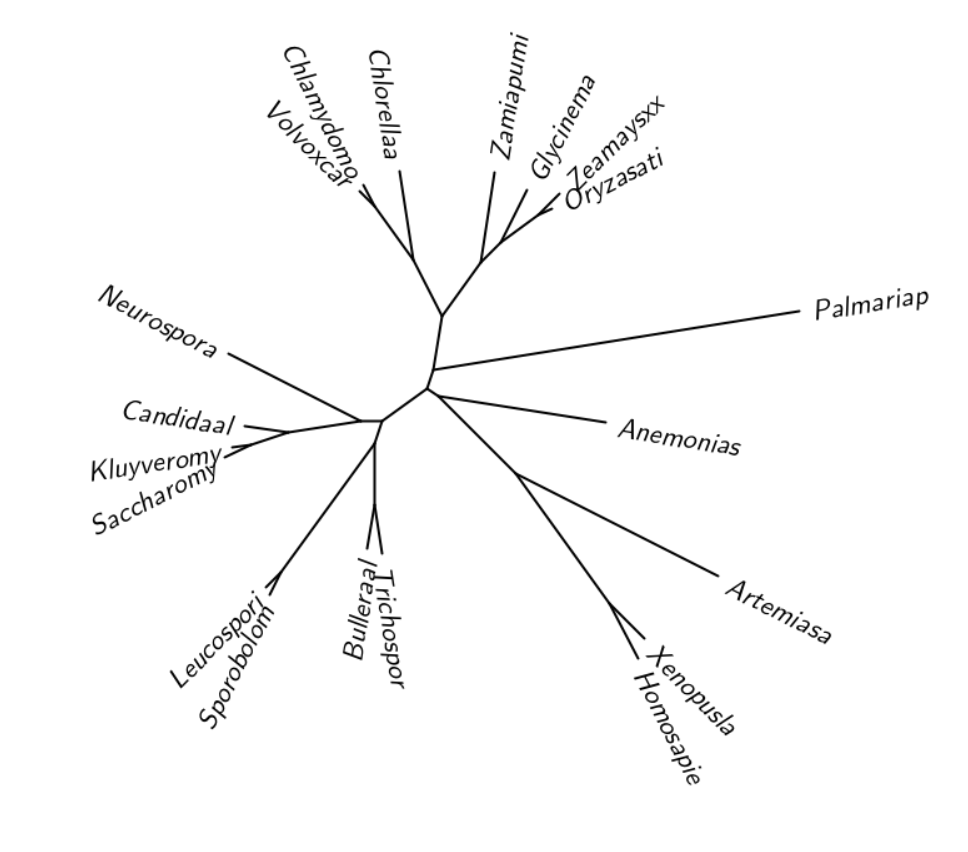 Chlamydomo
Volvoxcar
Chlorellaa
Zamiapumi
Glycinema
Zeamaysxx
Oryzasati
Palmariap
Neurospora
Candidaal
Kluyveromy
Saccharomy
Anemonias
Artemiasa
Xenopusla
Homosapie
Trichospor
Bulleraal
Leucospori
Sporobolom